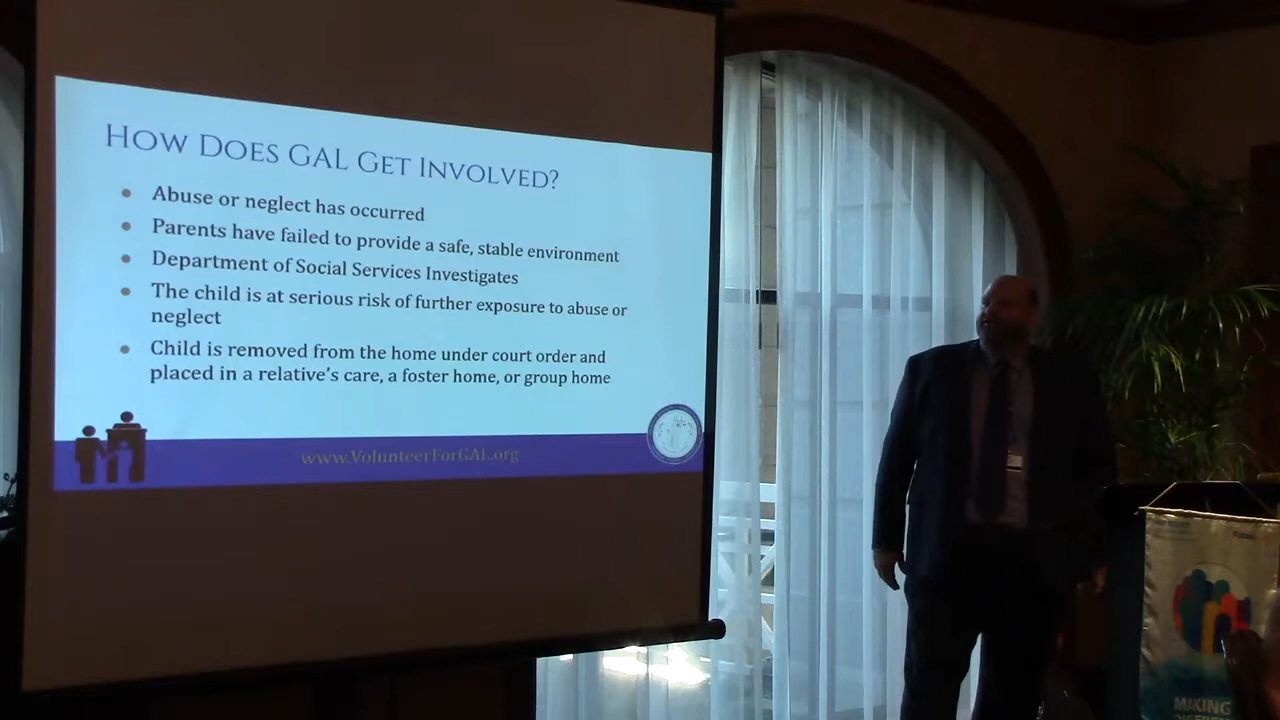 How Does GAL Get Involved?
Abuse or neglect has occurred
Parents have failed to provide a safe, stable environment
Department of Social Services Investigates
The child is at serious risk of further exposure to abuse or
neglect
Child is removed from the home under court order and
placed in a relative's care, a foster home, or group home
www.VolunteerForGAL.org
MAKING